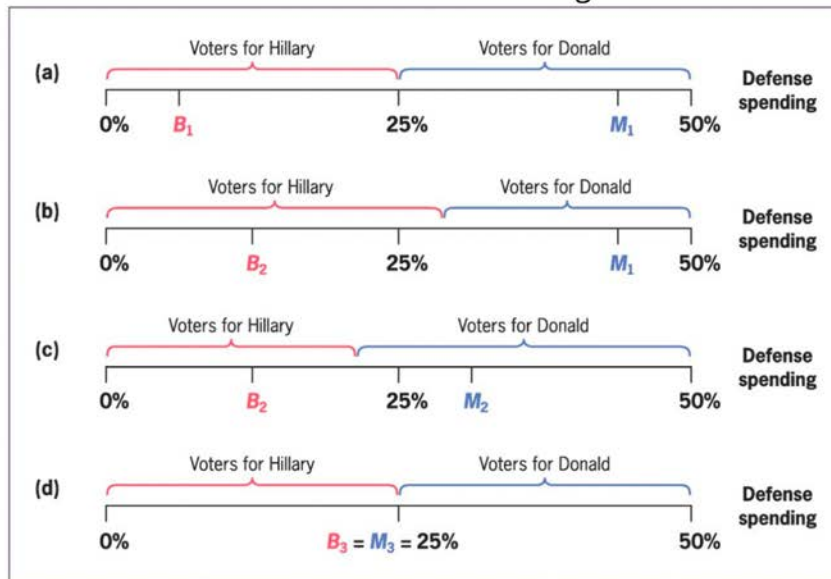 Voters for Hillary Voters for Donald
(a)
Defense
spending
0% B1 25% M1 50%
Voters for Hillary Voters for Donald
(b)
Defense
spending
0% B2 25% M1 50%
Voters for Hillary Voters for Donald
(c)
Defense
spending
0% B2 25% M2 50%
Voters for Hillary Voters for Donald
(d)
Defense
spending
0% B3 = M3 = 25% 50%